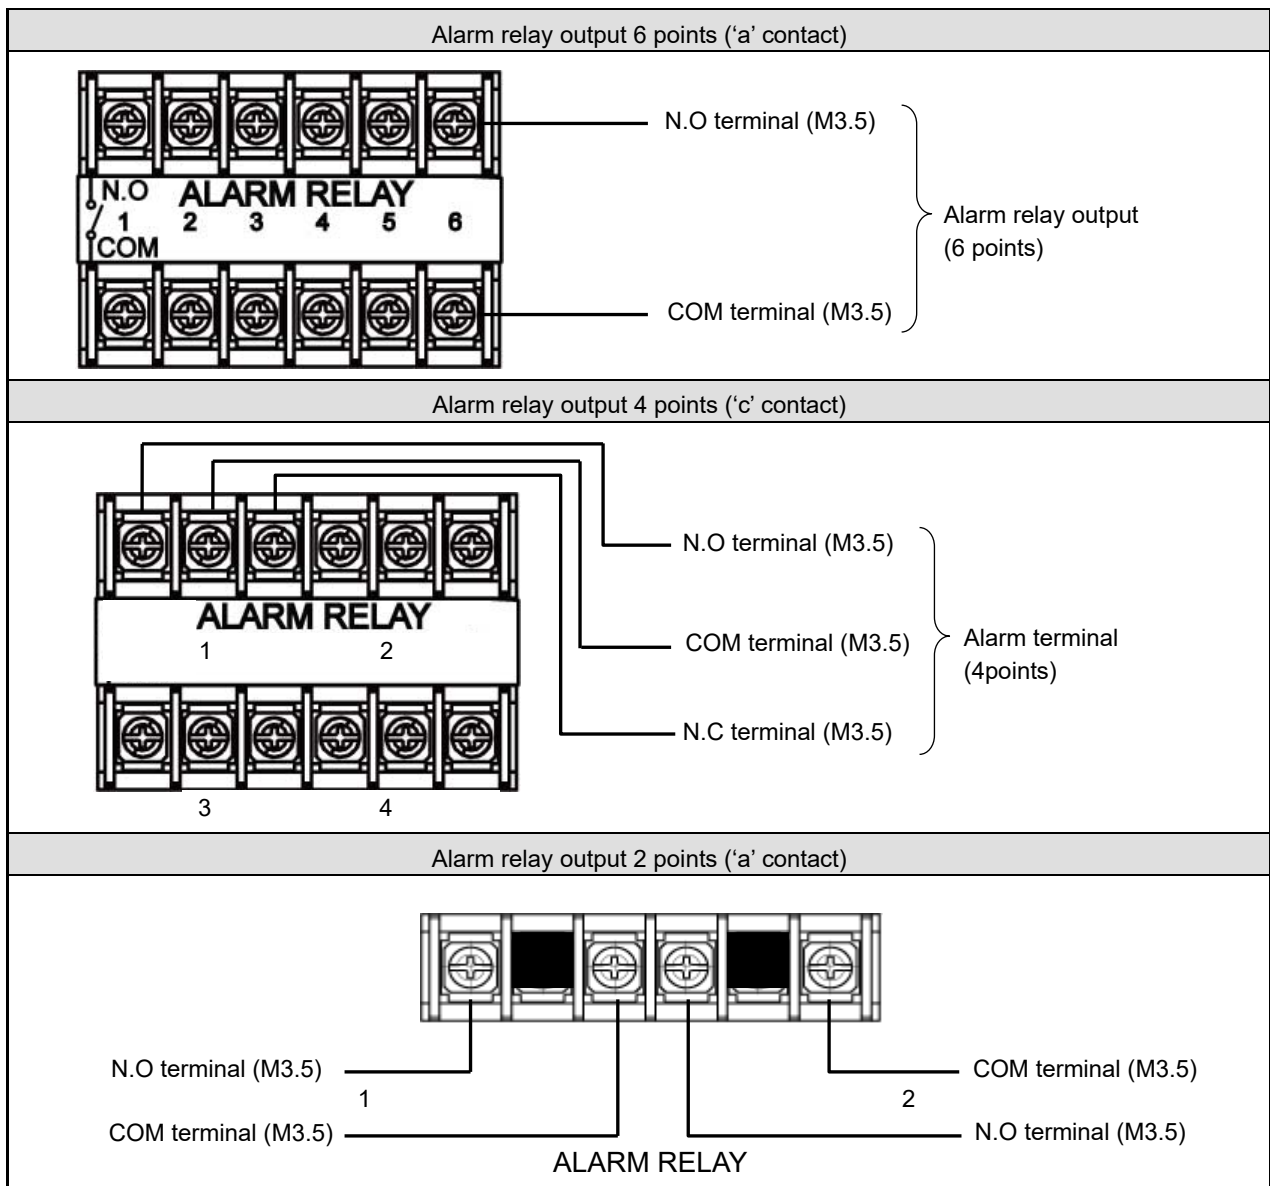 Alarm relay output 6 points (‘a’ contact)
N.O terminal (M3.5)
N.O ALARM RELAY
1 2 3 4 5 6
COM
Alarm relay output
(6 points)
COM terminal (M3.5)
Alarm relay output 4 points (‘c’ contact)
N.O terminal (M3.5)
ALARM RELAY
1 2
COM terminal (M3.5)
Alarm terminal
(4points)
N.C terminal (M3.5)
3 4
Alarm relay output 2 points (‘a’ contact)
N.O terminal (M3.5)
COM terminal (M3.5)
1 2
COM terminal (M3.5)
N.O terminal (M3.5)
ALARM RELAY